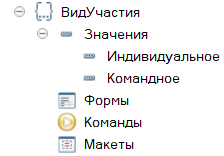 ВидУчастия
Значения
Индивидуальное
Командное
Формы
Команды
Макеты